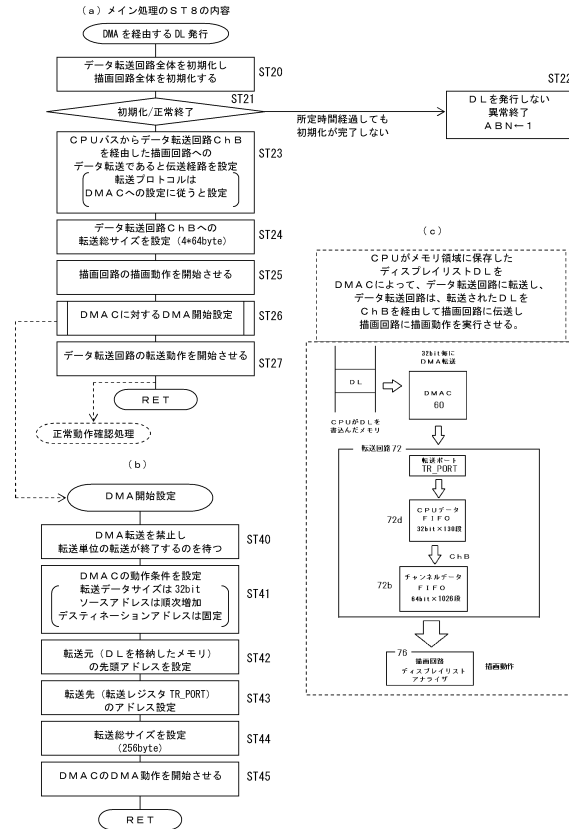 (a) メイン処理のST8の内容
DMAを経由するDL発行
データ転送回路全体を初期化し
描画回路全体を初期化する
ST20
ST21
初期化/正常終了
所定時間経過しても
初期化が完了しない
ST22
DLを発行しない
異常終了
ABN←1
CPUバスからデータ転送回路ChB
を経由した描画回路への
データ転送であると伝送経路を設定
転送プロトコルは
DMACへの設定に従うと設定
ST23
データ転送回路ChBへの
転送総サイズを設定 (4*64byte)
ST24
描画回路の描画動作を開始させる
ST25
DMACに対するDMA開始設定
ST26
データ転送回路の転送動作を開始させる
ST27
RET
正常動作確認処理
(b)
DMA開始設定
DMA転送を禁止し
転送単位の転送が終了するのを待つ
ST40
DMACの動作条件を設定
転送データサイズは32bit
ソースアドレスは順次増加
デスティネーションアドレスは固定
ST41
転送元(DLを格納したメモリ)
の先頭アドレスを設定
ST42
転送先(転送レジスタTR_PORT)
のアドレス設定
ST43
転送総サイズを設定
(256byte)
ST44
DMACのDMA動作を開始させる
ST45
RET
(c)
CPUがメモリ領域に保存した
ディスプレイリストDLを
DMACによって、データ転送回路に転送し、
データ転送回路は、転送されたDLを
ChBを経由して描画回路に伝送し
描画回路に描画動作を実行させる。
32bit毎に
DMA転送
DL
DMAC
60
CPUがDLを
書込んだメモリ
転送回路72
転送ポート
TR_PORT
72d
CPUデータ
FIFO
32bit×130段
ChB
72b
チャンネルデータ
FIFO
64bit×1026段
76
描画回路
ディスプレイリスト
アナライザ
描画動作